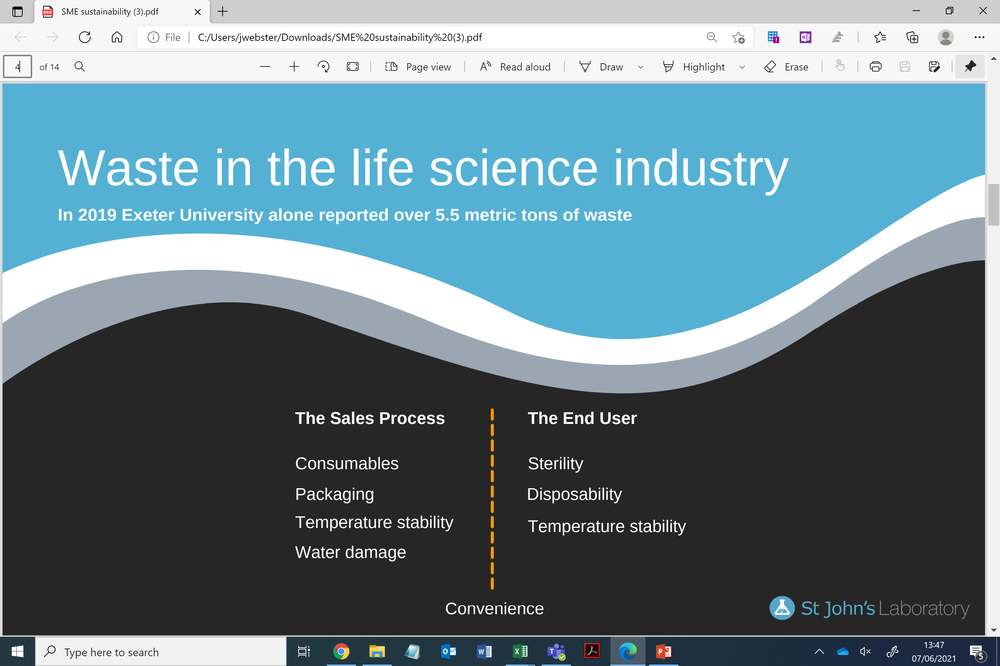 SME sustainability (3).pdf
File C:/Users/jwebster/Downloads/SME%20sustainability%20(3).pdf
4 of 14 Page view Read aloud Draw Highlight Erase
Waste in the life science industry
In 2019 Exeter University alone reported over 5.5 metric tons of waste
The Sales Process
Consumables
Packaging
Temperature stability
Water damage
The End User
Sterility
Disposability
Temperature stability
Convenience
St John's Laboratory
Type here to search
13:47
07/06/2021
5